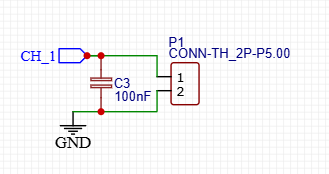 P1
CONN-TH_2P-P5.00
CH_1
1
2
C3
100nF
GND